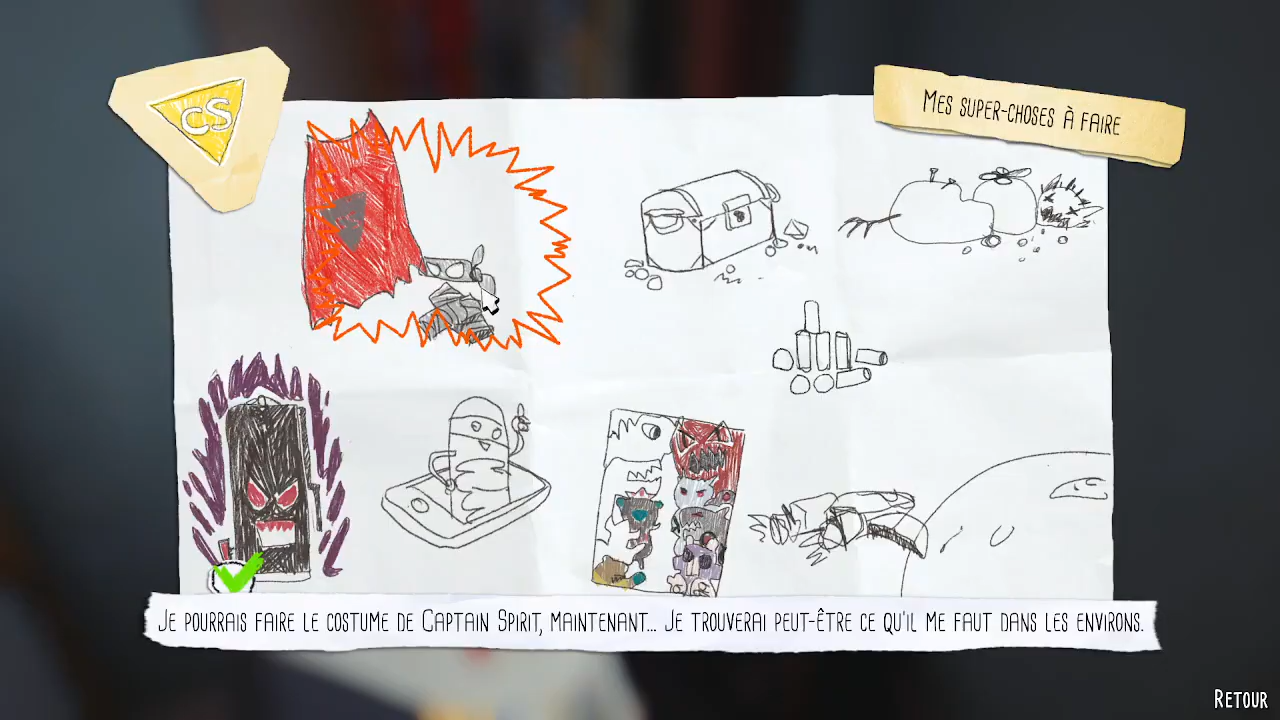 CS
Mes super-choses à faire
Je pourrais faire le costume de Captain Spirit, maintenant... Je trouverai peut-être ce qu'il me faut dans les environs.
Retour